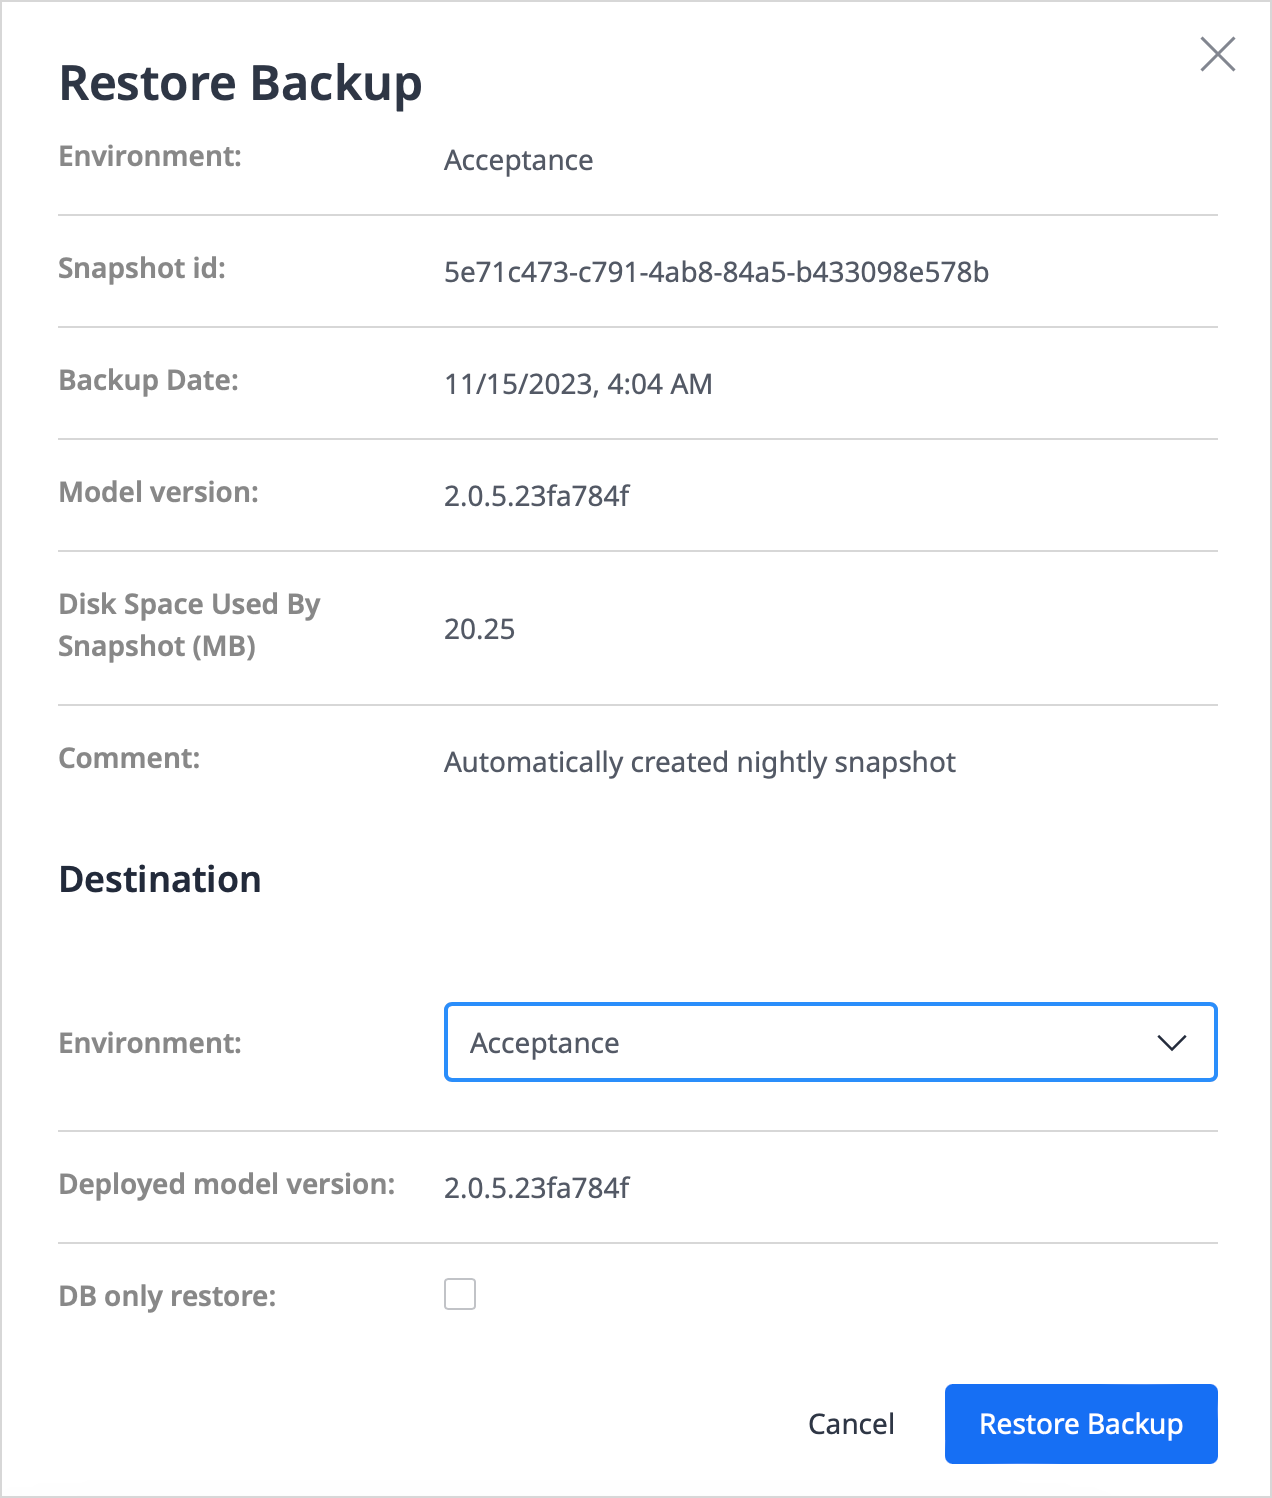 Restore Backup
Environment: Acceptance
Snapshot id: 5e71c473-c791-4ab8-84a5-b433098e578b
Backup Date: 11/15/2023, 4:04 AM
Model version: 2.0.5.23fa784f
Disk Space Used By
Snapshot (MB)
20.25
Comment: Automatically created nightly snapshot
Destination
Environment: Acceptance
Deployed model version: 2.0.5.23fa784f
DB only restore:
Cancel Restore Backup